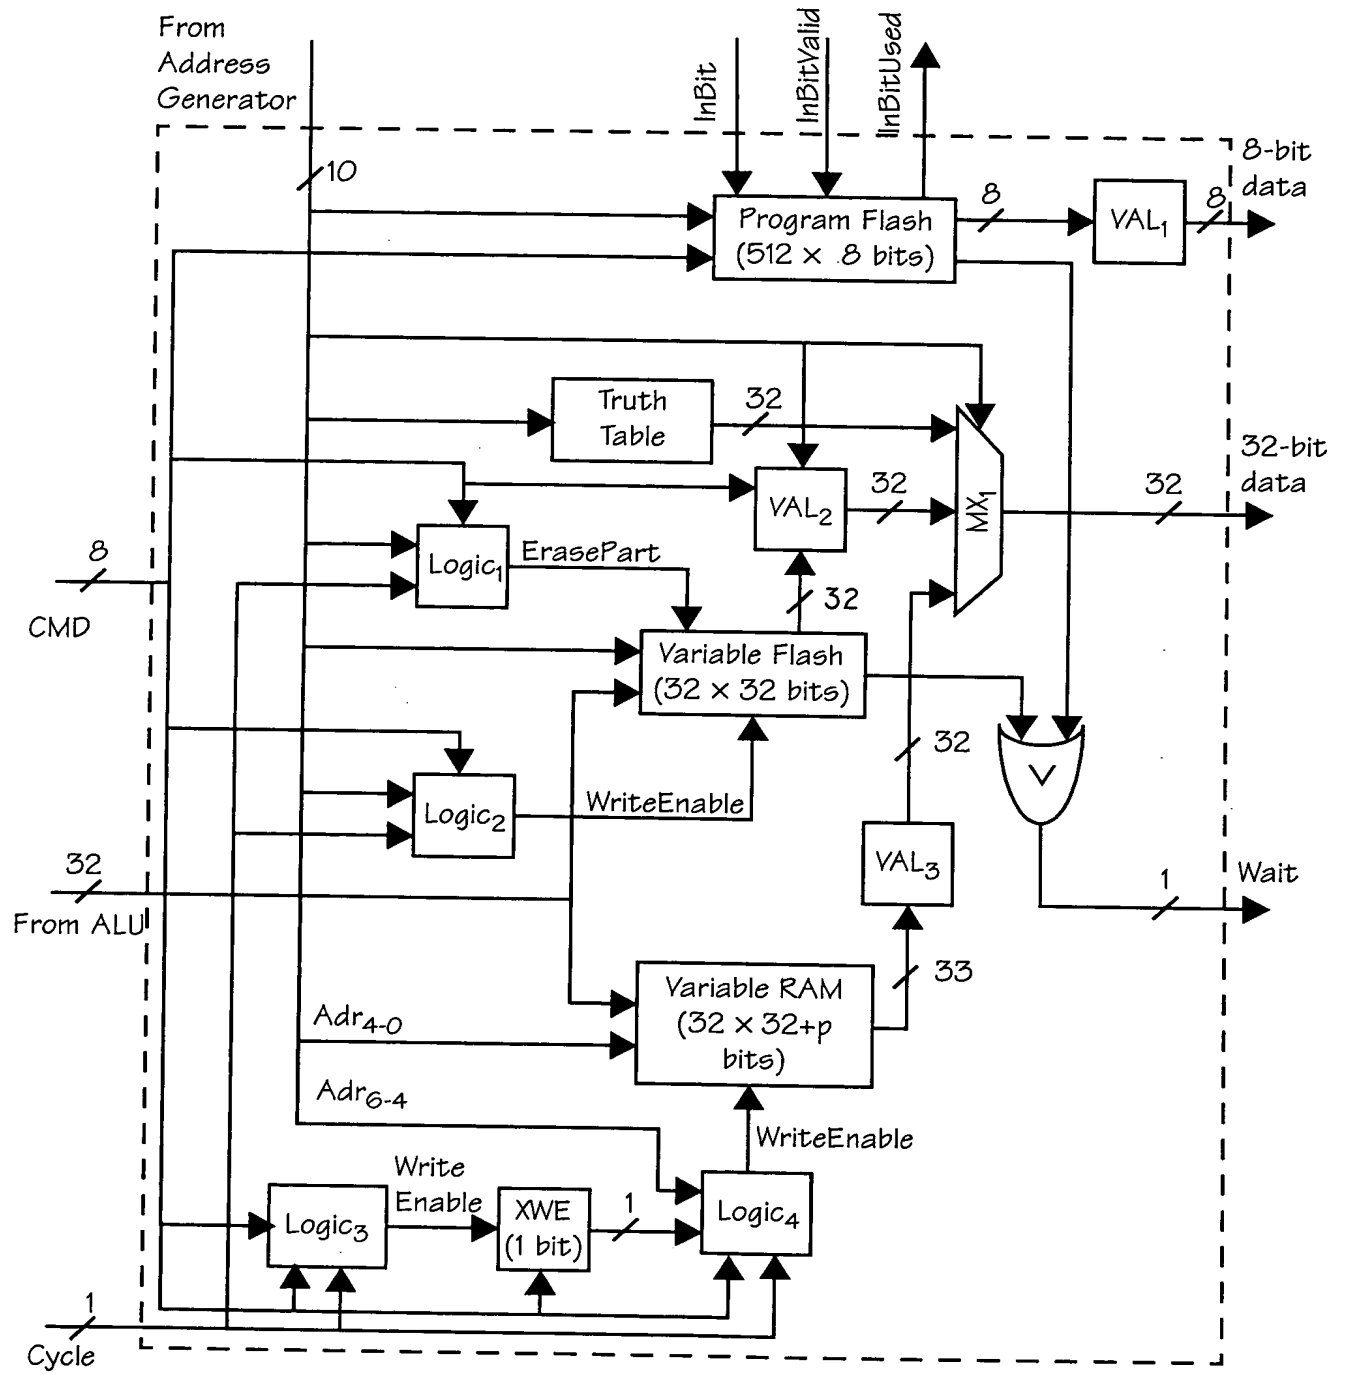 From
Address
Generator
InBit
InBitValid
InBitUsed
10
8-bit
data
Program Flash
(512 × 8 bits)
8
VAL1
8
Truth
Table
32
32-bit
data
VAL2
32
MX1
32
8
CMD
Logic1
ErasePart
32
Variable Flash
(32 × 32 bits)
32
V
Logic2
WriteEnable
32
From ALU
VAL3
1
Wait
33
Variable RAM
(32 × 32+p
bits)
Adr4-0
Adr6-4
WriteEnable
Write
Enable
Logic3
XWE
(1 bit)
1
Logic4
1
Cycle